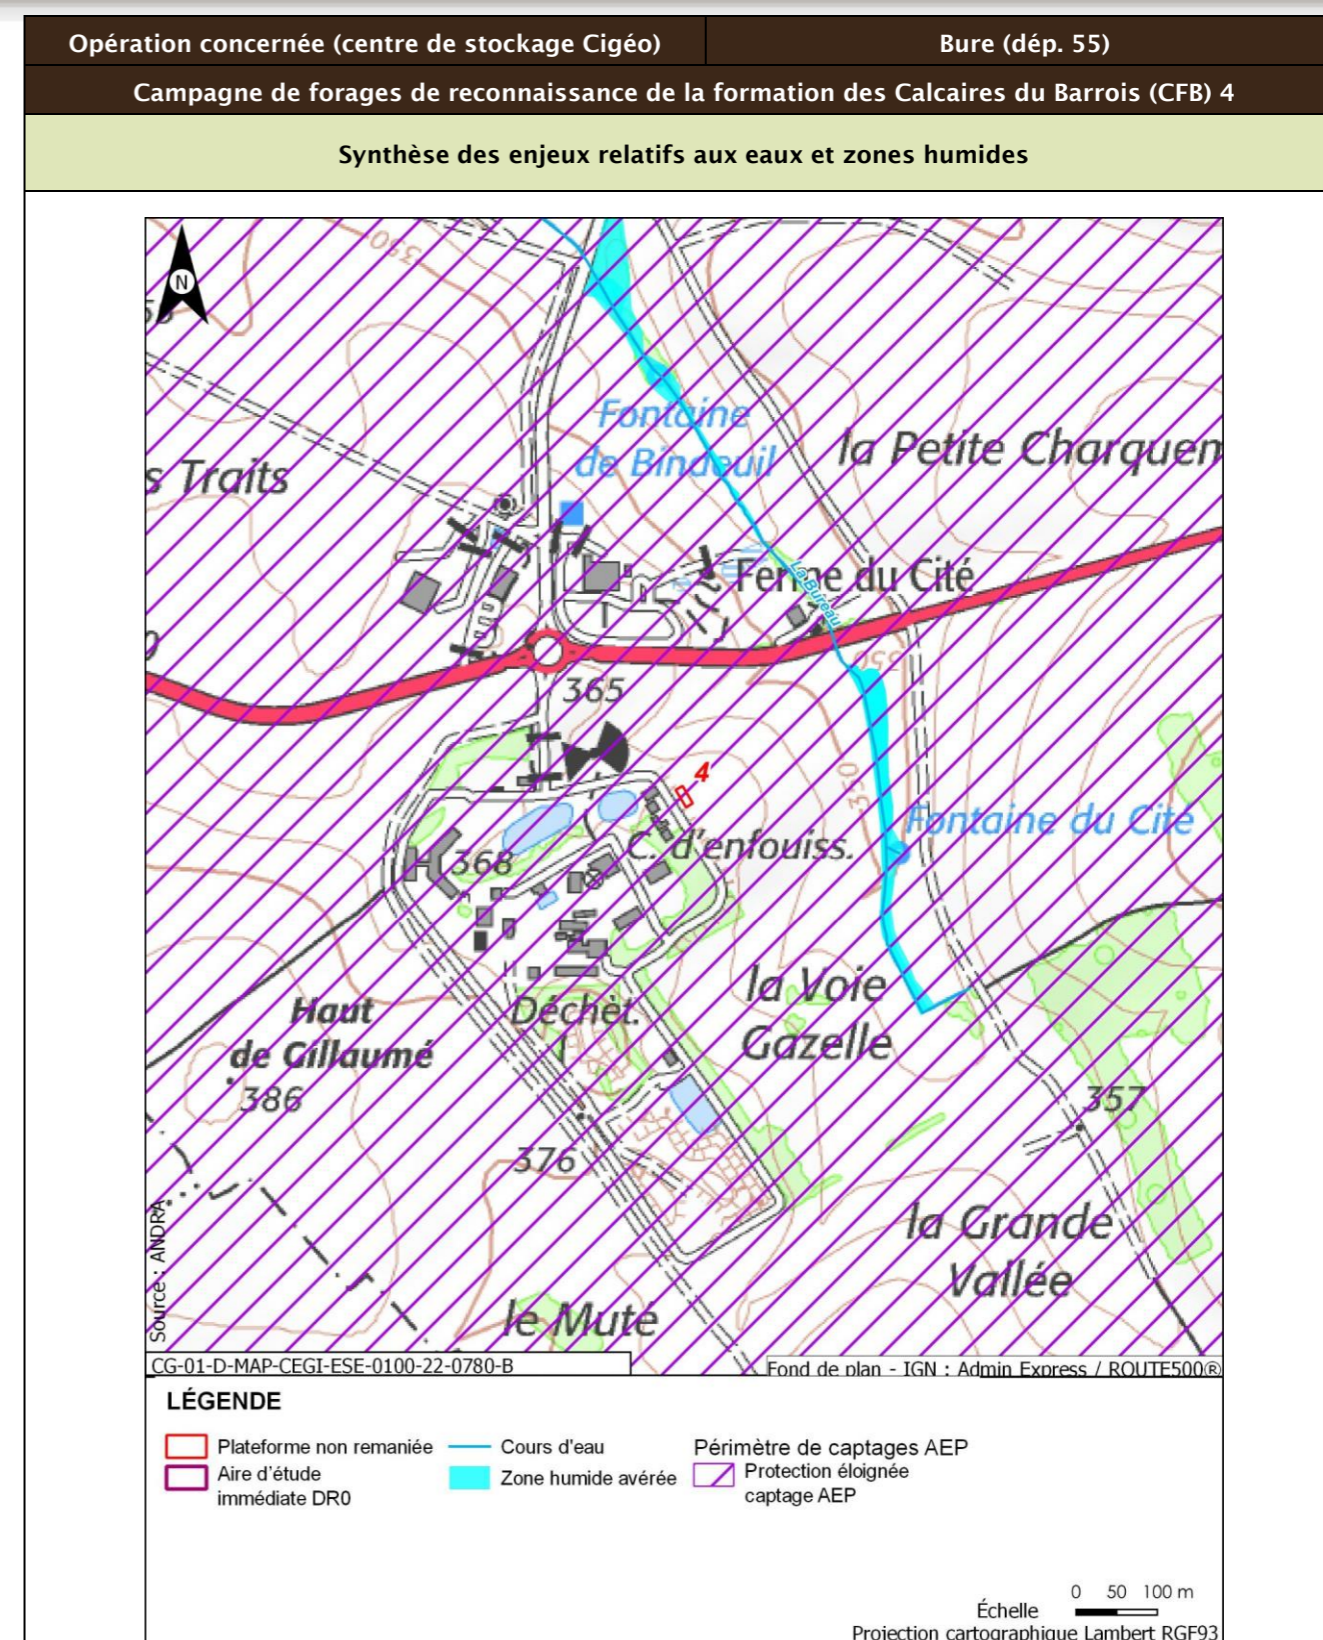 Opération concernée (centre de stockage Cigéo)
Bure (dép. 55)
Campagne de forages de reconnaissance de la formation des Calcaires du Barrois (CFB) 4
Synthèse des enjeux relatifs aux eaux et zones humides
N
390
Fontaine
de Bindeuil
la Petite Charquem
s Traits
Ferme du Cité
La Bureau
350
365
4
350
Fontaine du Cité
C. d'enfouiss.
368
la Voie
Gazelle
Haut
de Gillaumé
Déchèt.
386
357
376
la Grande
Vallée
le Muté
Source : ANDRA
CG-01-D-MAP-CEGI-ESE-0100-22-0780-B
Fond de plan - IGN : Admin Express / ROUTE500®
LÉGENDE
Plateforme non remaniée
Cours d'eau
Périmètre de captages AEP
Aire d'étude
immédiate DR0
Zone humide avérée
Protection éloignée
captage AEP
0 50 100 m
Échelle
Projection cartographique Lambert RGF93